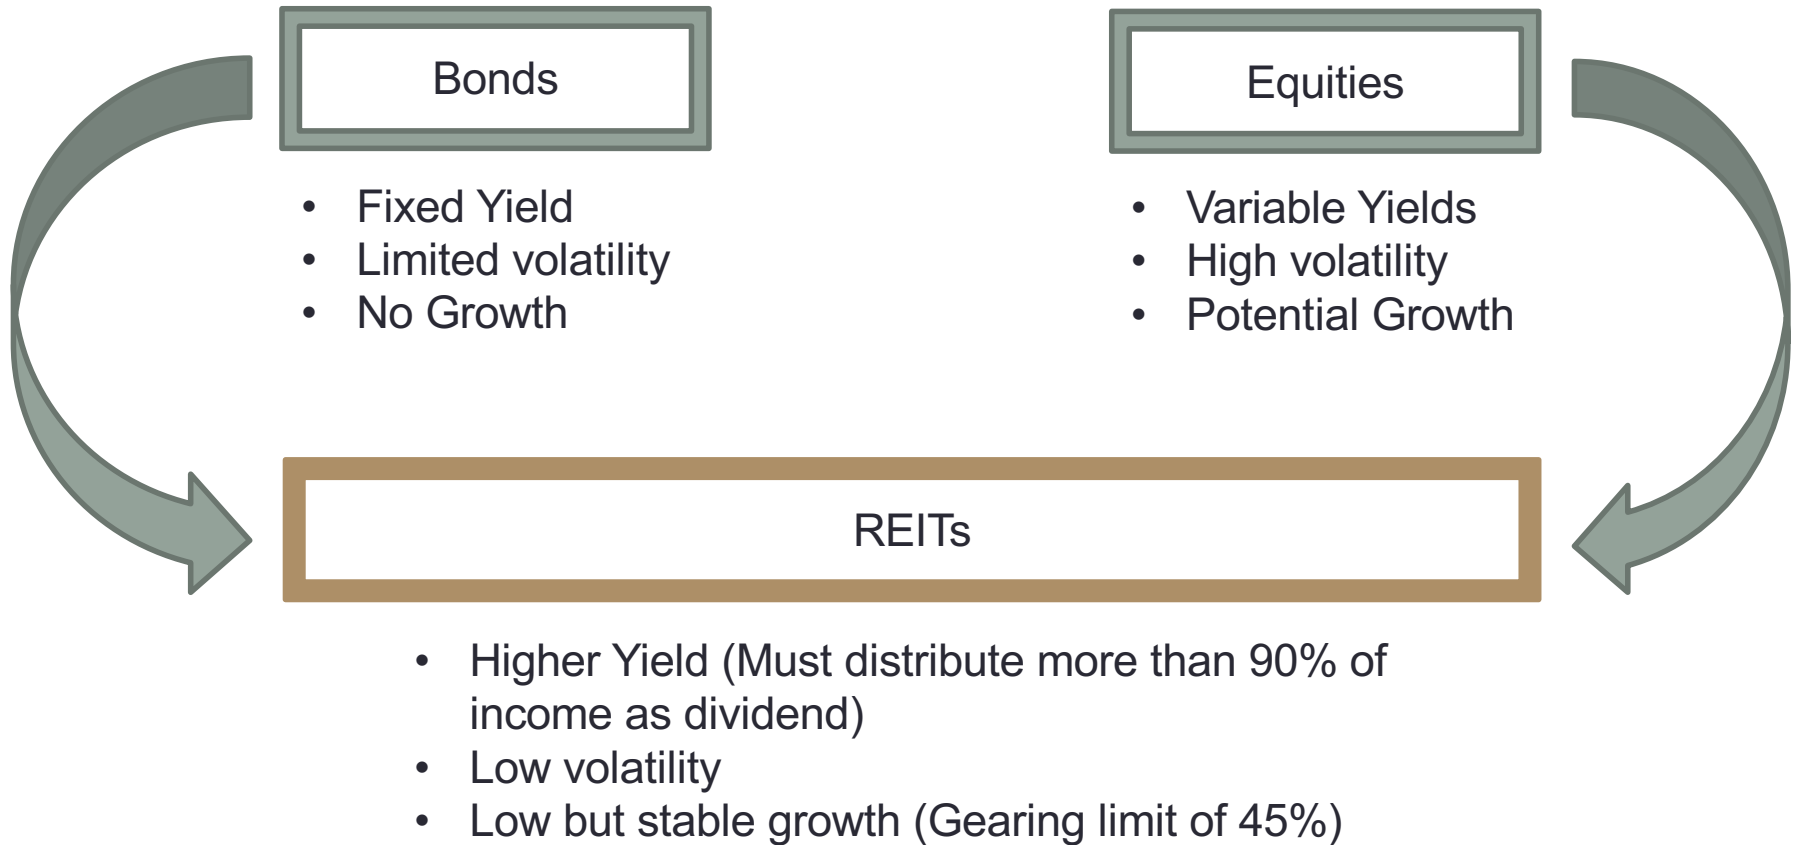 Bonds
• Fixed Yield
• Limited volatility
• No Growth
Equities
• Variable Yields
• High volatility
• Potential Growth
REITs
• Higher Yield (Must distribute more than 90% of
income as dividend)
• Low volatility
• Low but stable growth (Gearing limit of 45%)